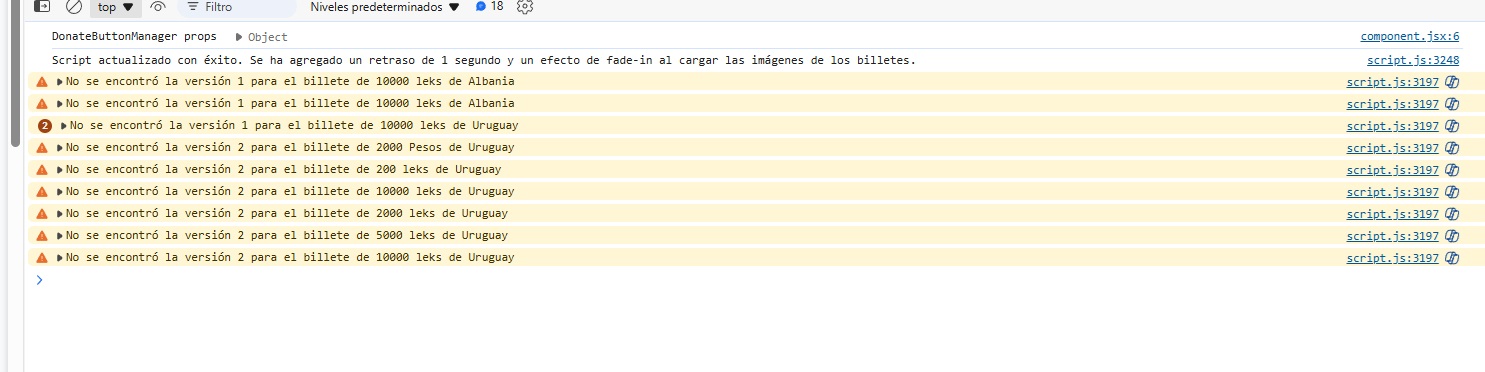 top ▼ Filtro Niveles predeterminados ▼ 18
DonateButtonManager props ▶ Object component.jsx:6
Script actualizado con éxito. Se ha agregado un retraso de 1 segundo y un efecto de fade-in al cargar las imágenes de los billetes. script.js:3248
▶No se encontró la versión 1 para el billete de 10000 leks de Albania script.js:3197
▶No se encontró la versión 1 para el billete de 10000 leks de Albania script.js:3197
2 ▶No se encontró la versión 1 para el billete de 10000 leks de Uruguay script.js:3197
▶No se encontró la versión 2 para el billete de 2000 Pesos de Uruguay script.js:3197
▶No se encontró la versión 2 para el billete de 200 leks de Uruguay script.js:3197
▶No se encontró la versión 2 para el billete de 10000 leks de Uruguay script.js:3197
▶No se encontró la versión 2 para el billete de 2000 leks de Uruguay script.js:3197
▶No se encontró la versión 2 para el billete de 5000 leks de Uruguay script.js:3197
▶No se encontró la versión 2 para el billete de 10000 leks de Uruguay script.js:3197